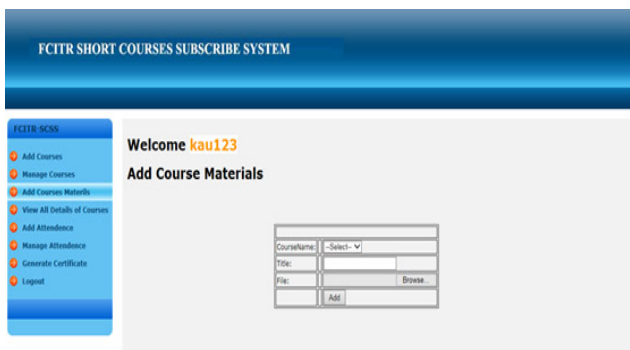 FCITR SHORT COURSES SUBSCRIBE SYSTEM
FCITR-SCSS
Add Courses
Manage Courses
Add Courses Materils
View All Details of Courses
Add Attendence
Manage Attendence
Generate Certificate
Logout
Welcome kau123
Add Course Materials
CourseName: --Select--
Title:
File: Browse...
Add